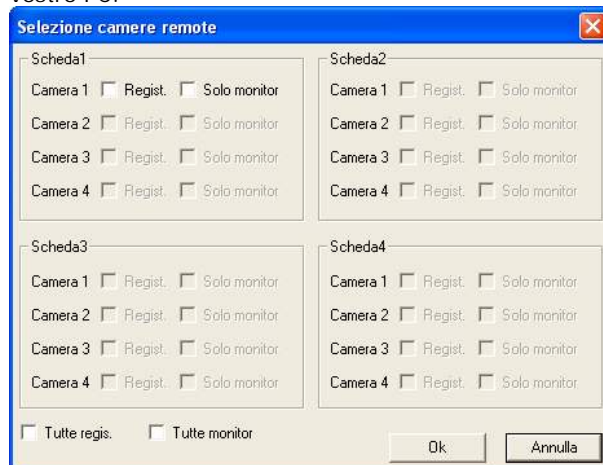 Selezione camere remote
Scheda1
Camera 1 Regist. Solo monitor
Camera 2 Regist. Solo monitor
Camera 3 Regist. Solo monitor
Camera 4 Regist. Solo monitor
Scheda2
Camera 1 Regist. Solo monitor
Camera 2 Regist. Solo monitor
Camera 3 Regist. Solo monitor
Camera 4 Regist. Solo monitor
Scheda3
Camera 1 Regist. Solo monitor
Camera 2 Regist. Solo monitor
Camera 3 Regist. Solo monitor
Camera 4 Regist. Solo monitor
Scheda4
Camera 1 Regist. Solo monitor
Camera 2 Regist. Solo monitor
Camera 3 Regist. Solo monitor
Camera 4 Regist. Solo monitor
Tutte regis. Tutte monitor
Ok Annulla